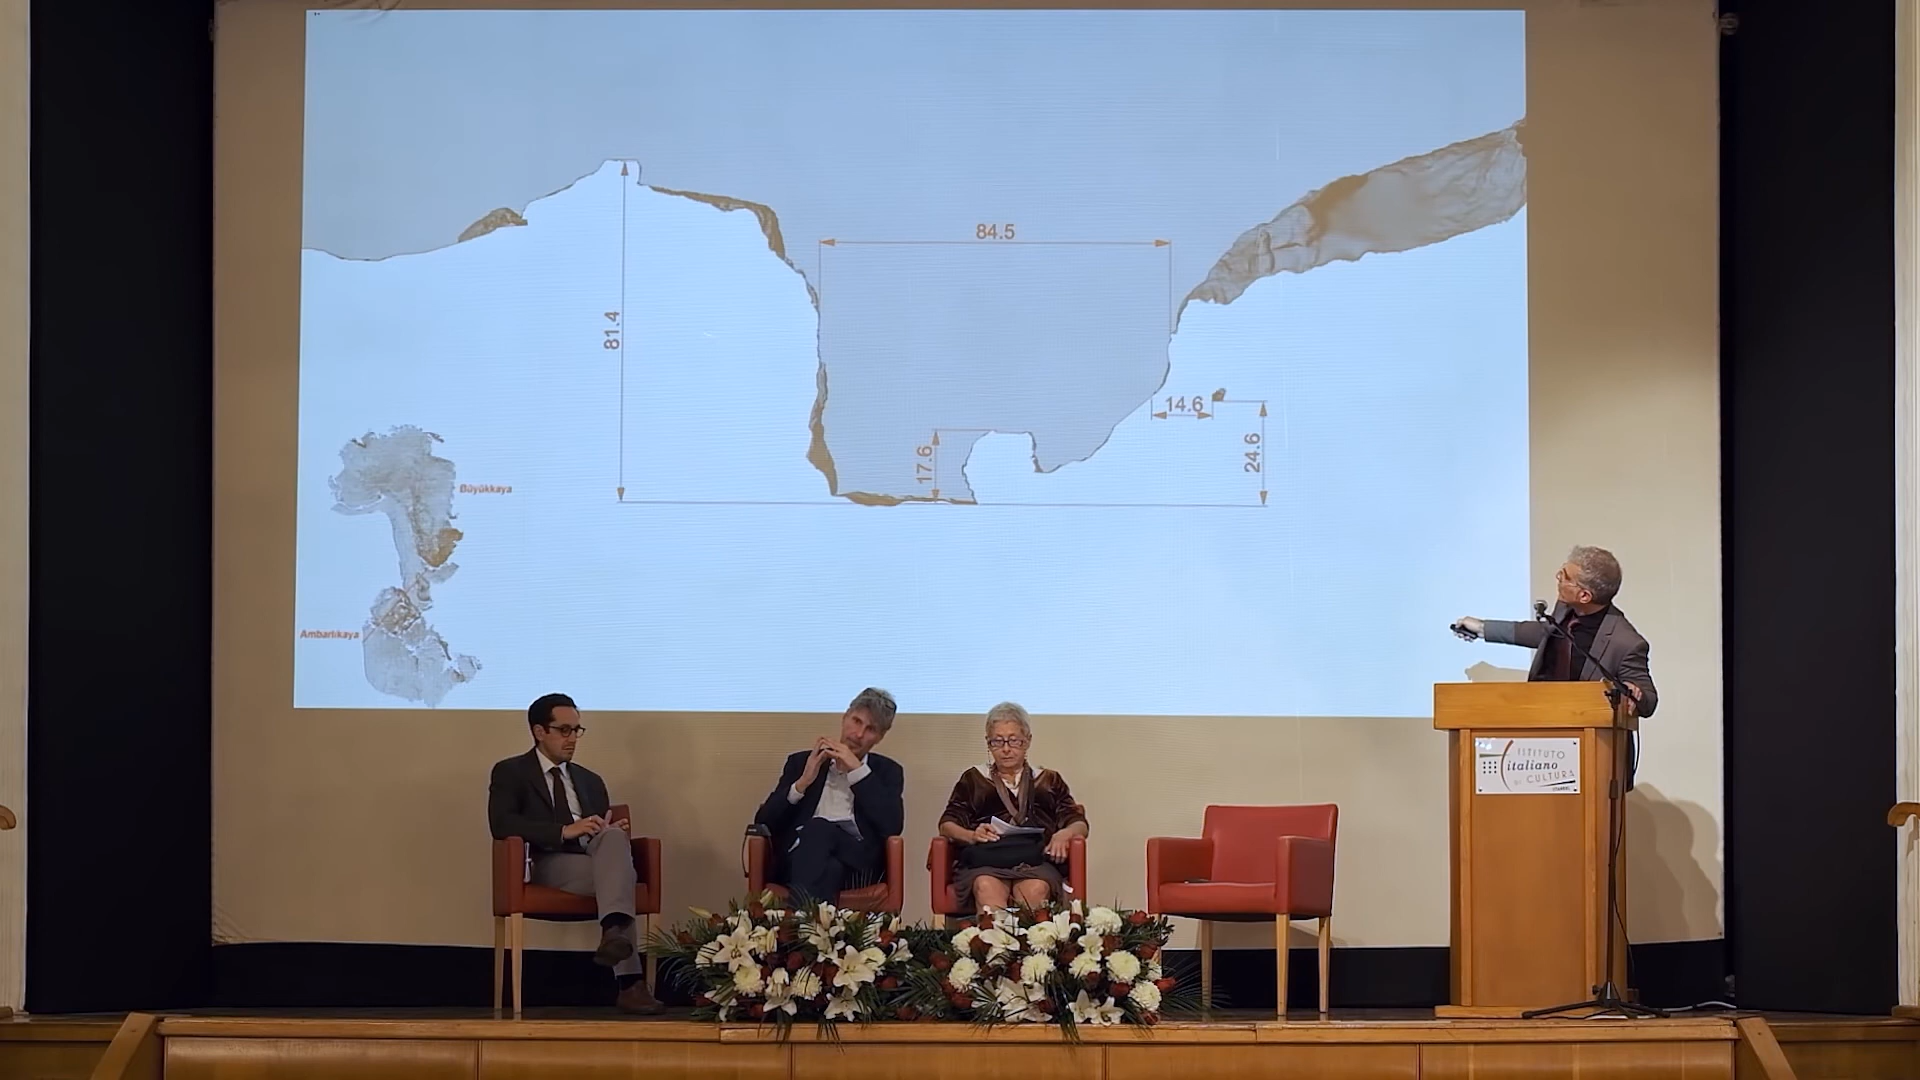 84.5
81.4
14.6
17.6
24.6
Büyükkaya
Ambarlıkaya
ISTITUTO
italiano
DI CULTURA